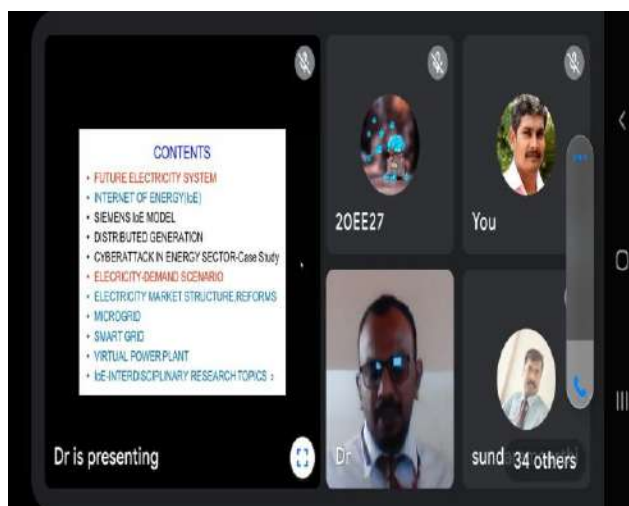 CONTENTS
• FUTURE ELECTRICITY SYSTEM
• INTERNET OF ENERGY(IoE)
• SIEMENS IoE MODEL
• DISTRIBUTED GENERATION
• CYBERATTACK IN ENERGY SECTOR-Case Study
• ELECRICITY-DEMAND SCENARIO
• ELECTRICITY MARKET STRUCTURE,REFORMS
• MICROGRID
• SMART GRID
• VIRTUAL POWER PLANT
• IoE-INTERDISCIPLINARY RESEARCH TOPICS
Dr is presenting
20EE27
You
Dr
sund
34 others